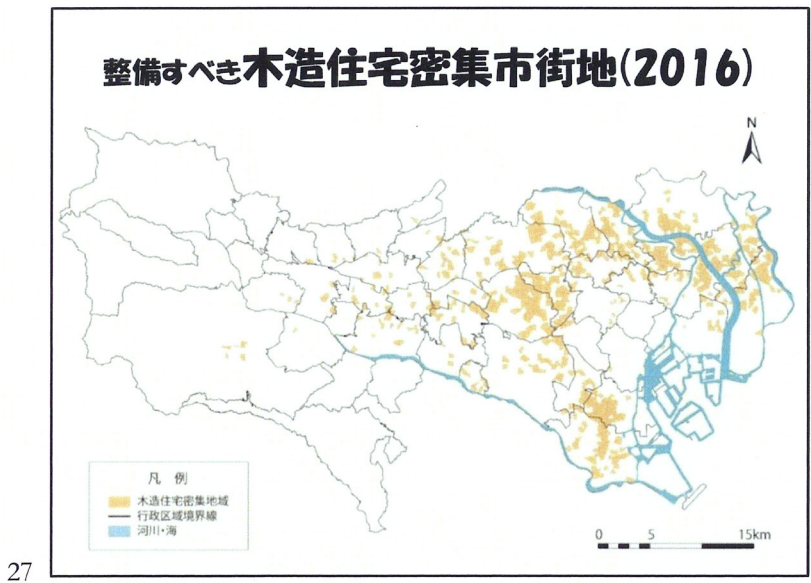 整備すべき木造住宅密集市街地(2016)
N
凡 例
木造住宅密集地域
行政区域境界線
河川・海
0 5 15km
27